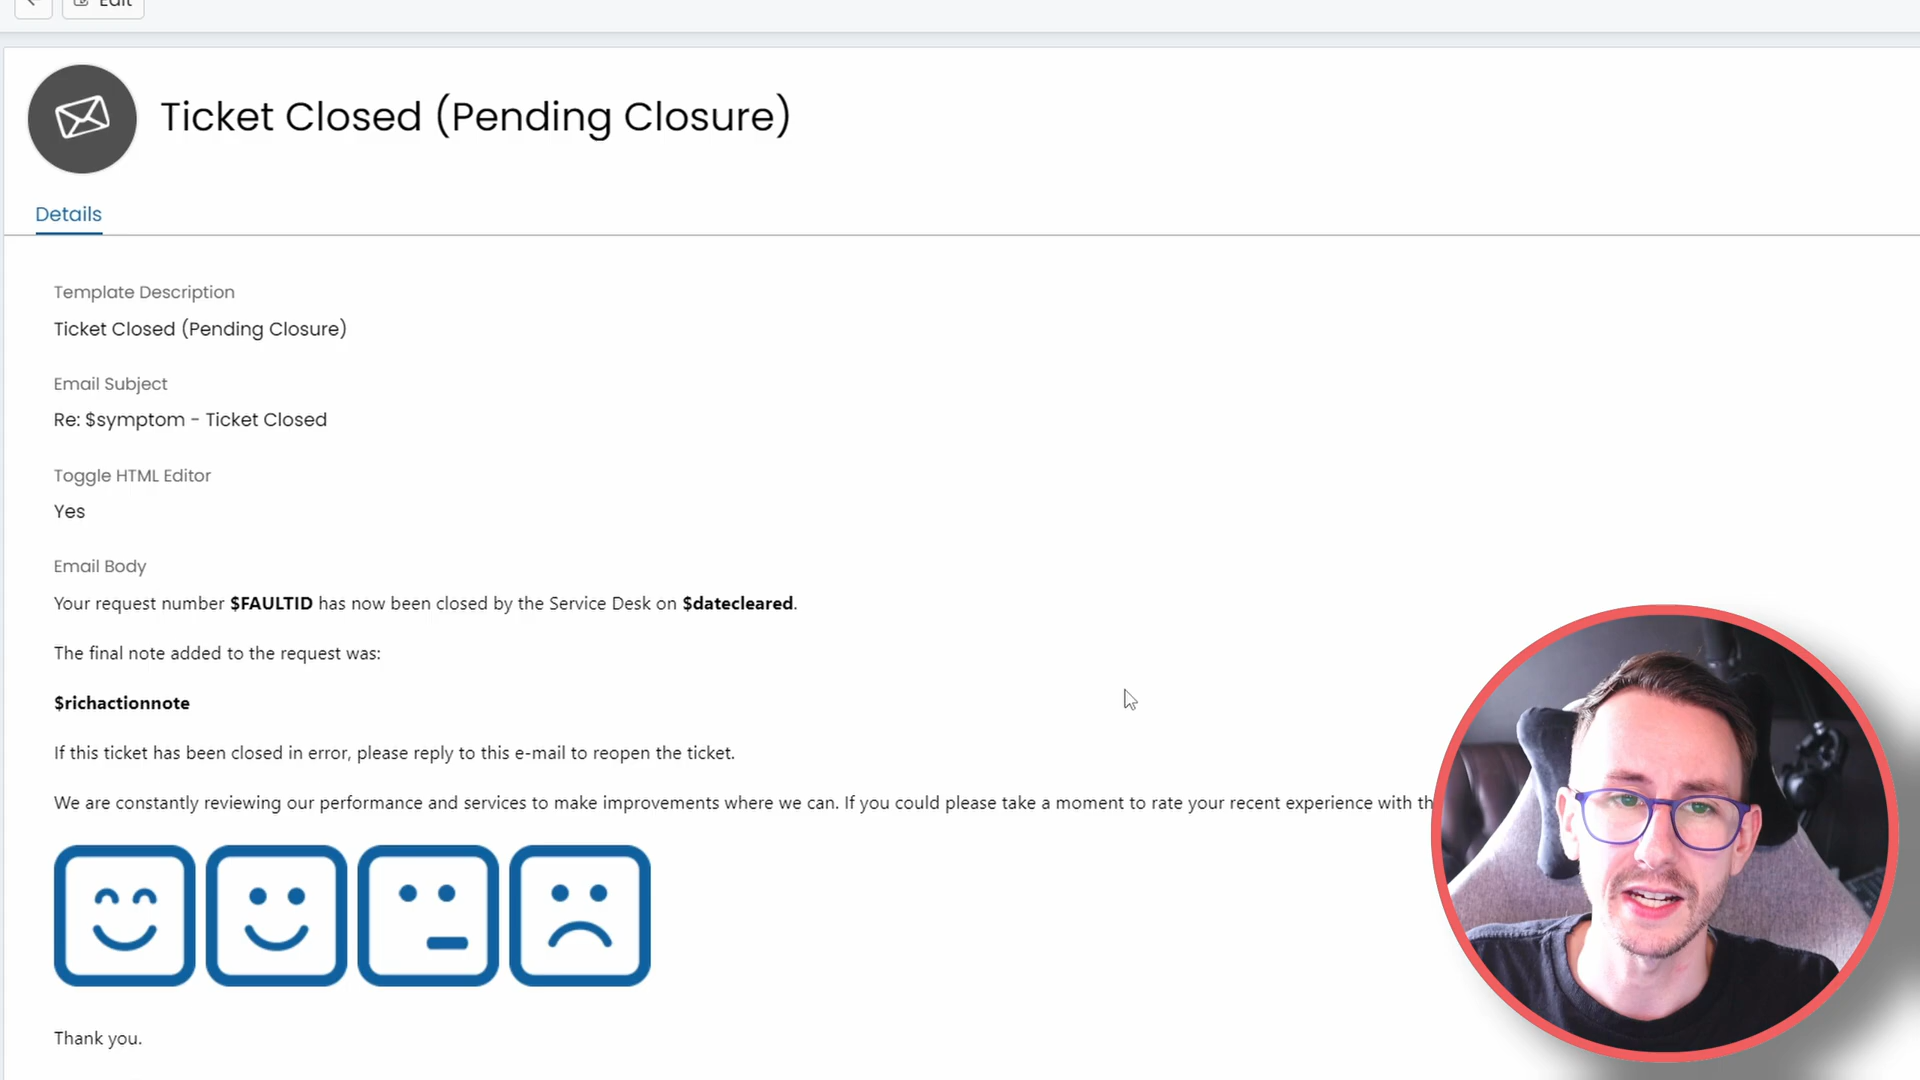 Edit
Ticket Closed (Pending Closure)
Details
Template Description
Ticket Closed (Pending Closure)
Email Subject
Re: $symptom - Ticket Closed
Toggle HTML Editor
Yes
Email Body
Your request number $FAULTID has now been closed by the Service Desk on $datecleared.
The final note added to the request was:
$richactionnote
If this ticket has been closed in error, please reply to this e-mail to reopen the ticket.
We are constantly reviewing our performance and services to make improvements where we can. If you could please take a moment to rate your recent experience with
Thank you.